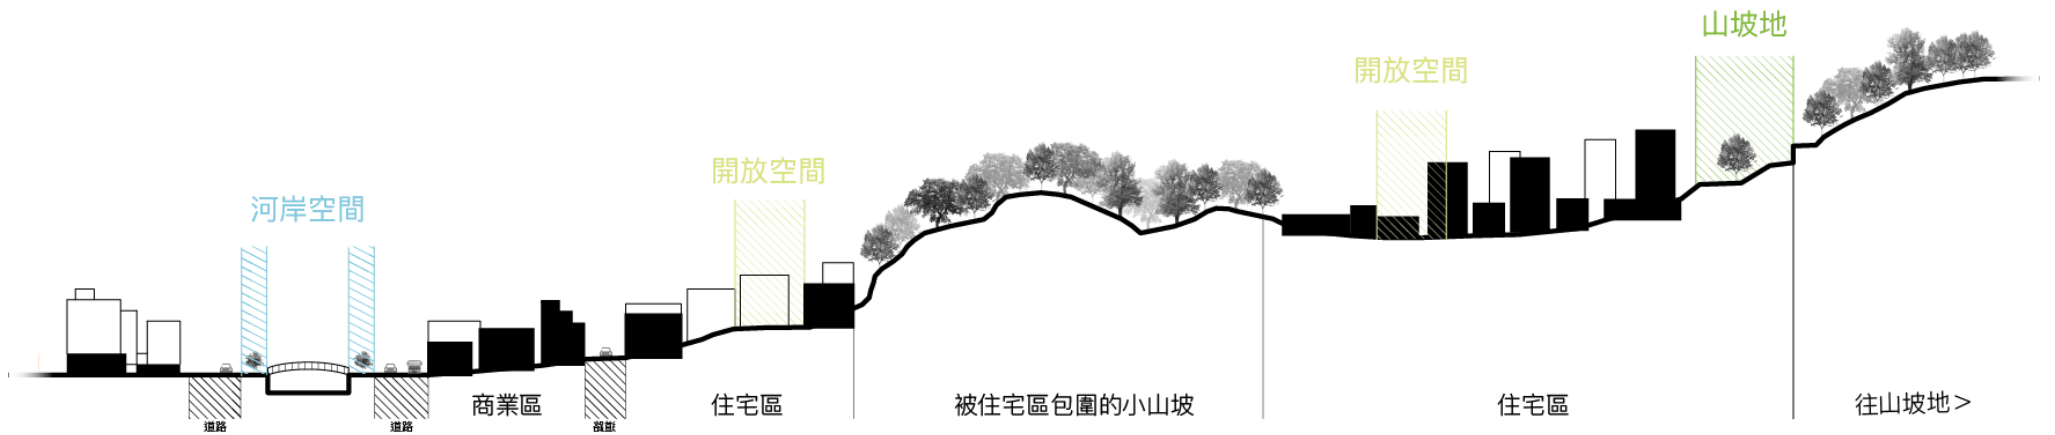 山坡地
開放空間
開放空間
河岸空間
商業區
住宅區
被住宅區包圍的小山坡
住宅區
往山坡地>
道路
道路